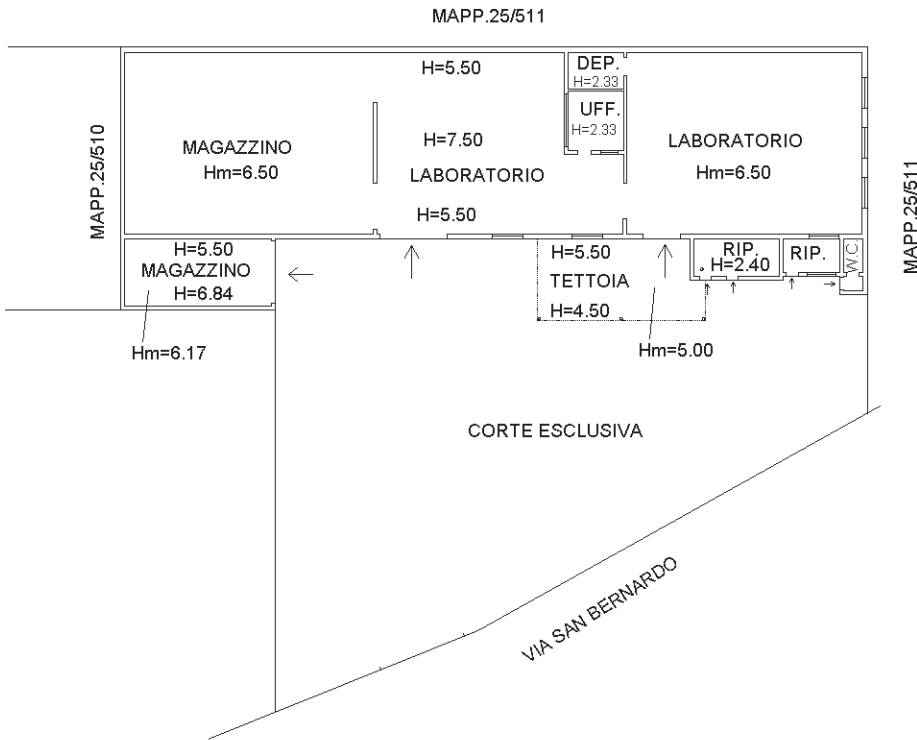 MAPP.25/511
DEP.
H=2.33
H=5.50
UFF.
H=2.33
H=7.50
MAGAZZINO
Hm=6.50
LABORATORIO
H=5.50
LABORATORIO
Hm=6.50
MAPP.25/510
MAPP.25/511
H=5.50
MAGAZZINO
H=6.84
Hm=6.17
H=5.50
TETTOIA
H=4.50
Hm=5.00
RIP.
H=2.40
RIP.
W.C
CORTE ESCLUSIVA
VIA SAN BERNARDO